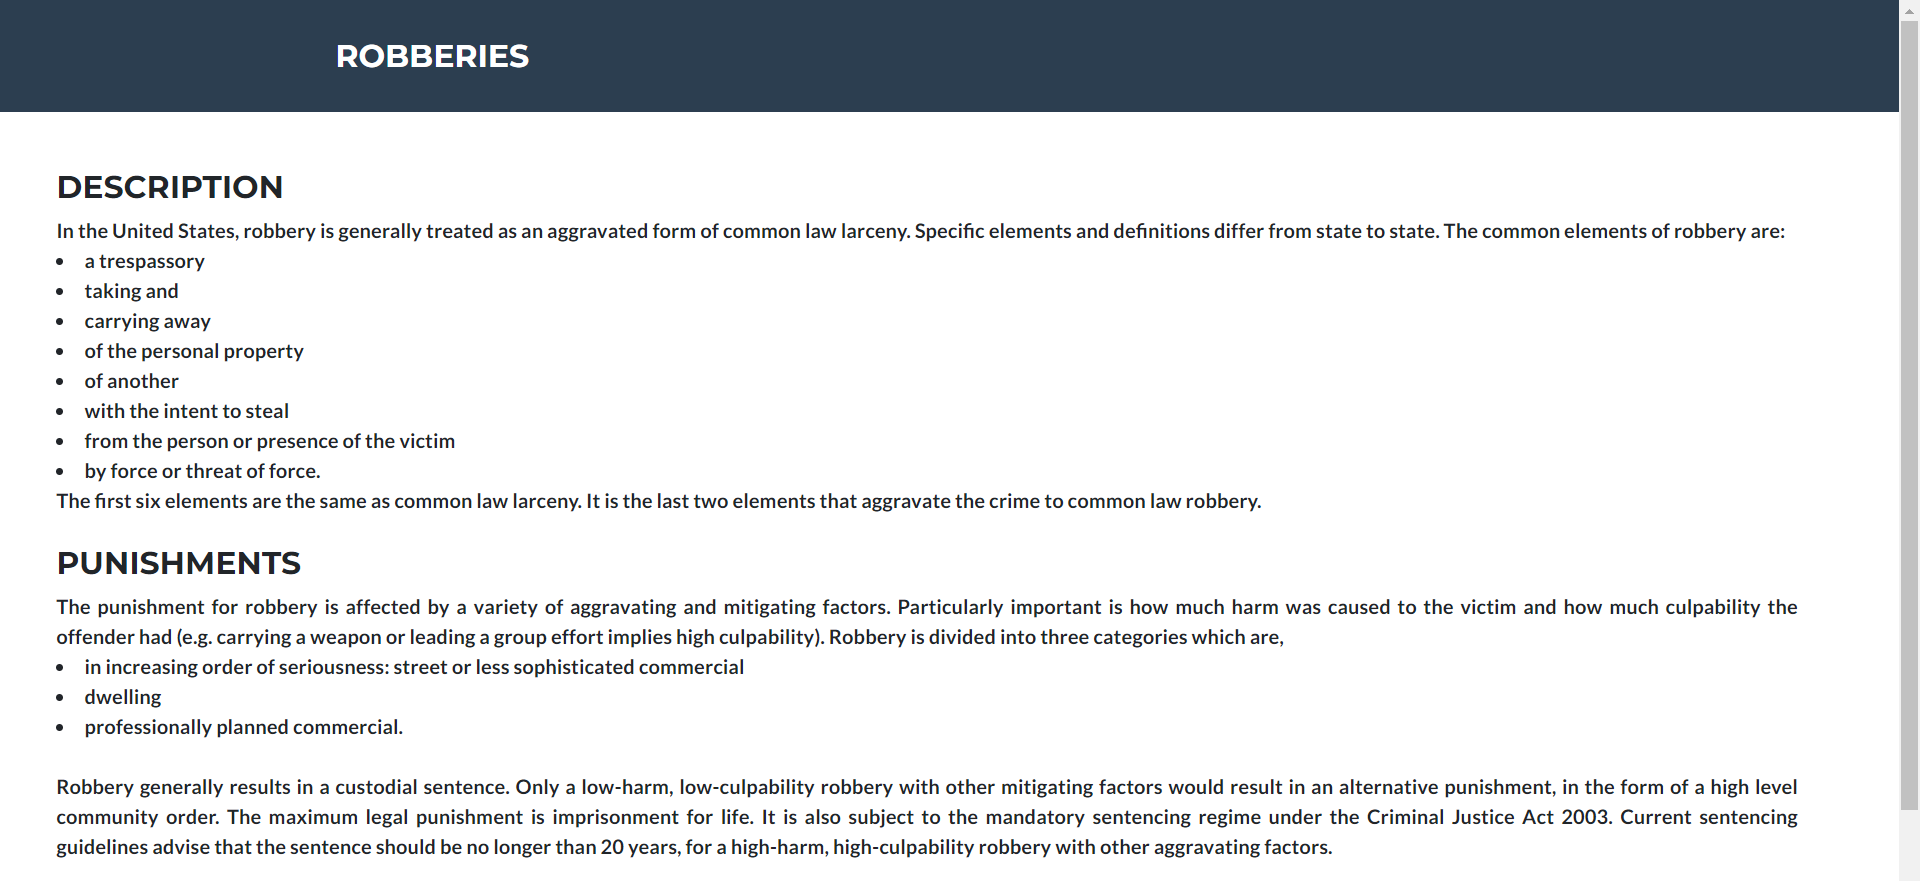 ROBBERIES
DESCRIPTION
In the United States, robbery is generally treated as an aggravated form of common law larceny. Specific elements and definitions differ from state to state. The common elements of robbery are:
• a trespassory
• taking and
• carrying away
• of the personal property
• of another
• with the intent to steal
• from the person or presence of the victim
• by force or threat of force.
The first six elements are the same as common law larceny. It is the last two elements that aggravate the crime to common law robbery.
PUNISHMENTS
The punishment for robbery is affected by a variety of aggravating and mitigating factors. Particularly important is how much harm was caused to the victim and how much culpability the
offender had (e.g. carrying a weapon or leading a group effort implies high culpability). Robbery is divided into three categories which are,
• in increasing order of seriousness: street or less sophisticated commercial
• dwelling
• professionally planned commercial.
Robbery generally results in a custodial sentence. Only a low-harm, low-culpability robbery with other mitigating factors would result in an alternative punishment, in the form of a high level
community order. The maximum legal punishment is imprisonment for life. It is also subject to the mandatory sentencing regime under the Criminal Justice Act 2003. Current sentencing
guidelines advise that the sentence should be no longer than 20 years, for a high-harm, high-culpability robbery with other aggravating factors.